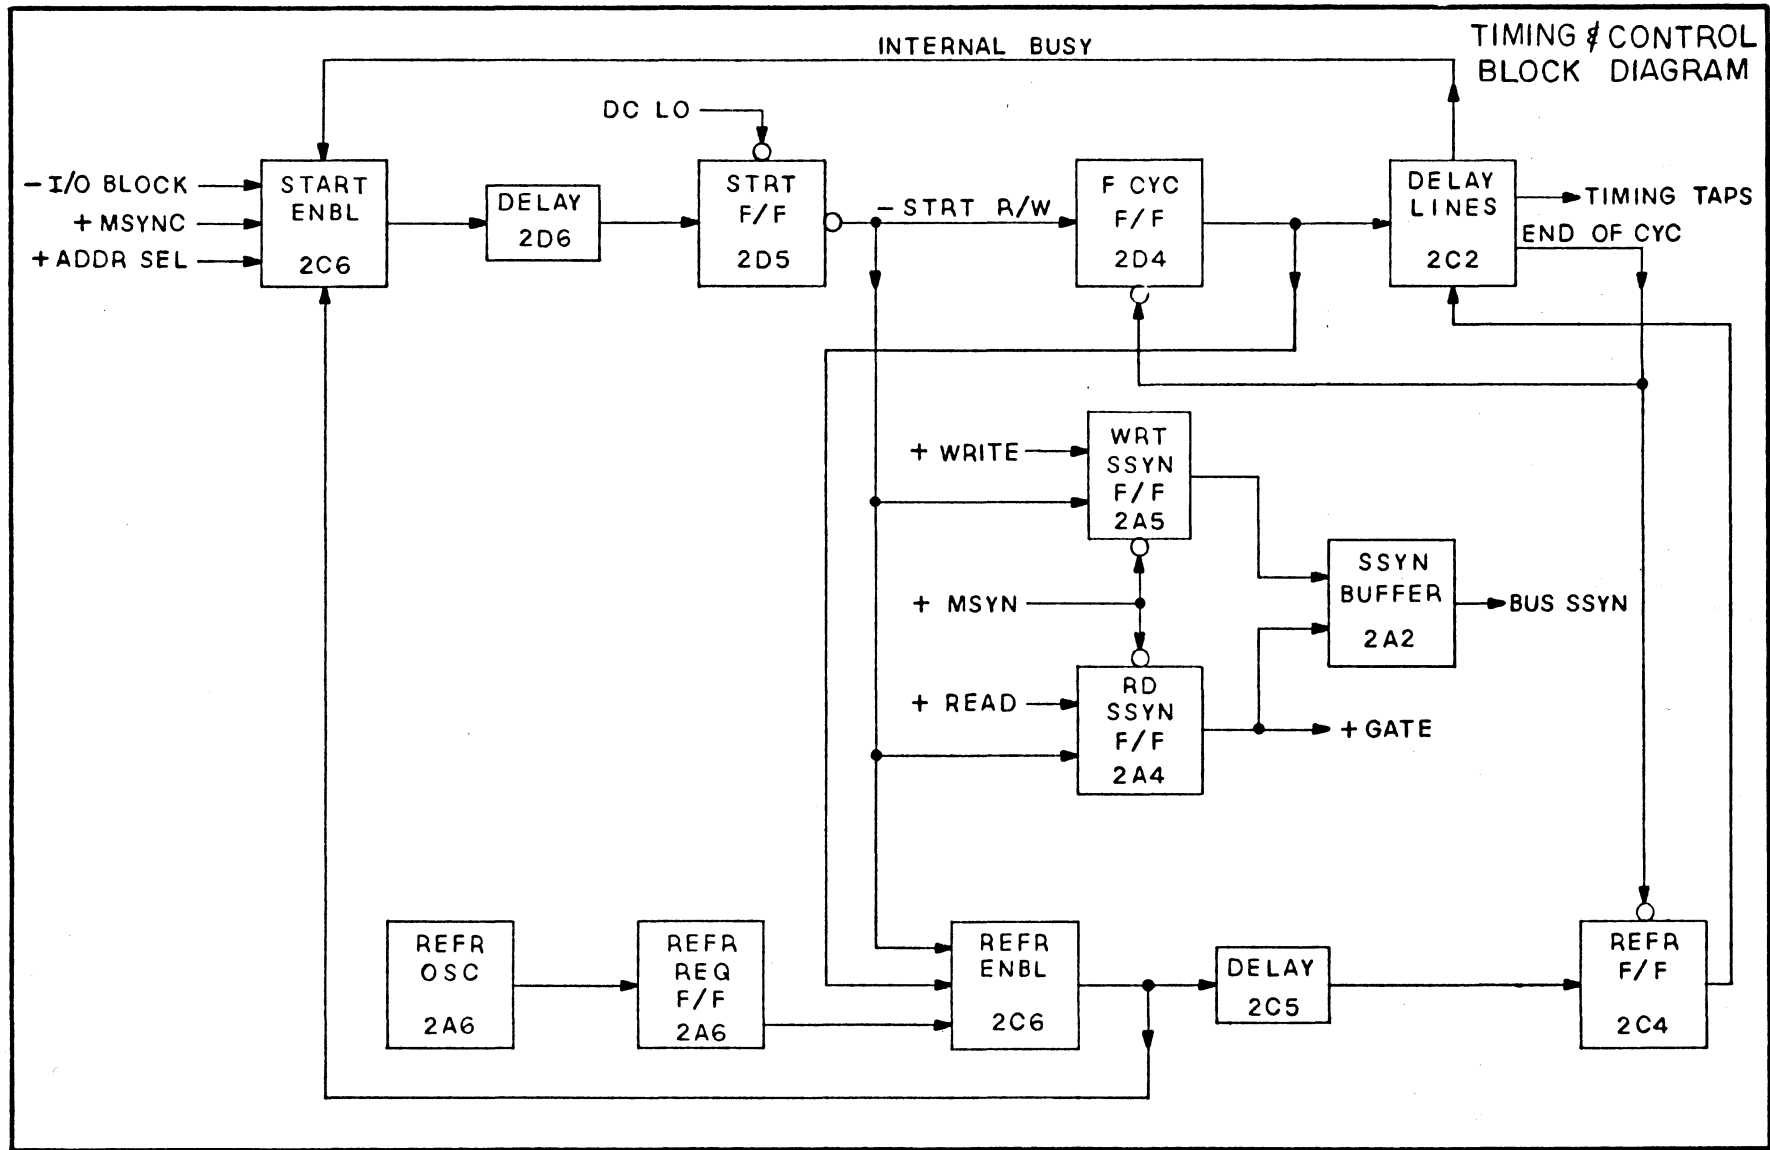 TIMING & CONTROL
BLOCK DIAGRAM
INTERNAL BUSY
DC LO
- I/O BLOCK
+ MSYNC
+ ADDR SEL
START
ENBL
2C6
DELAY
2D6
STRT
F/F
2D5
- STRT R/W
F CYC
F/F
2D4
DELAY
LINES
2C2
TIMING TAPS
END OF CYC
+ WRITE
WRT
SSYN
F/F
2A5
+ MSYN
SSYN
BUFFER
2A2
BUS SSYN
+ READ
RD
SSYN
F/F
2A4
+ GATE
REFR
OSC
2A6
REFR
REQ
F/F
2A6
REFR
ENBL
2C6
DELAY
2C5
REFR
F/F
2C4